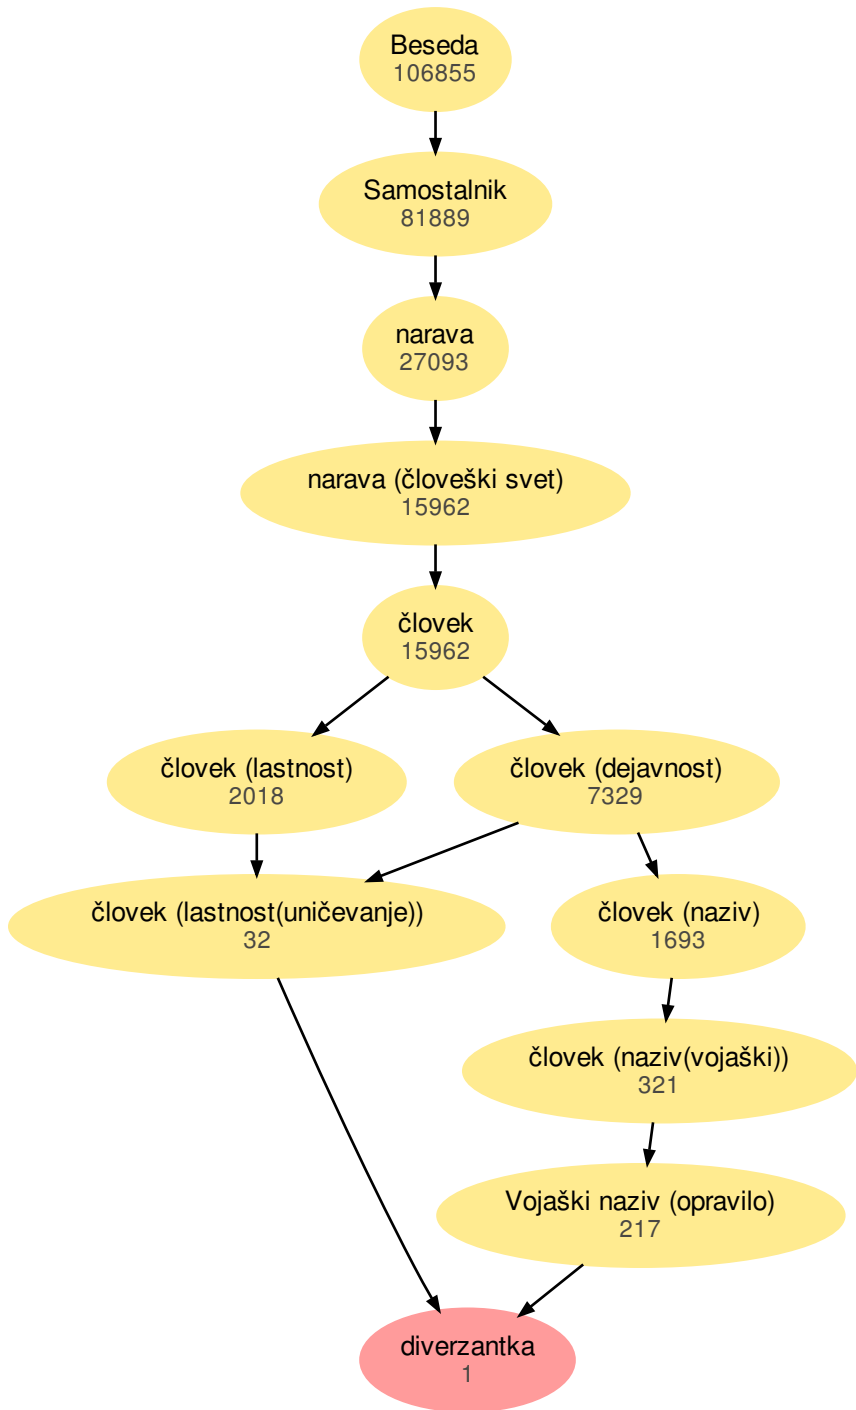 Beseda
106855
Samostalnik
81889
narava
27093
narava (človeški svet)
15962
človek
15962
človek (lastnost)
2018
človek (dejavnost)
7329
človek (lastnost(uničevanje))
32
človek (naziv)
1693
človek (naziv(vojaški))
321
Vojaški naziv (opravilo)
217
diverzantka
1